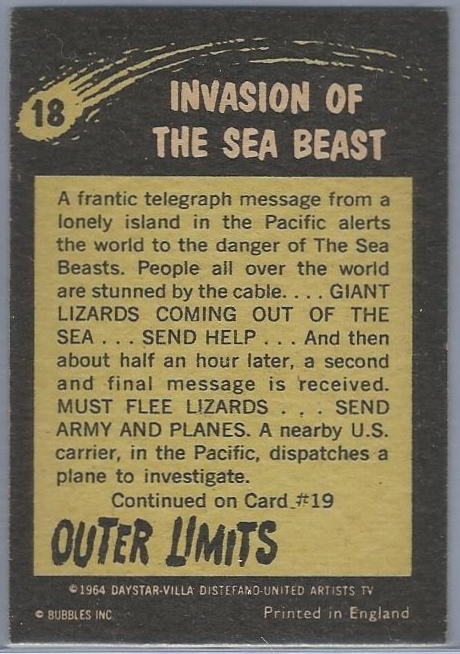 18
INVASION OF
THE SEA BEAST
A frantic telegraph message from a
lonely island in the Pacific alerts
the world to the danger of The Sea
Beasts. People all over the world
are stunned by the cable. . . . GIANT
LIZARDS COMING OUT OF THE
SEA . . . SEND HELP . . . And then
about half an hour later, a second
and final message is received.
MUST FLEE LIZARDS . . . SEND
ARMY AND PLANES. A nearby U.S.
carrier, in the Pacific, dispatches a
plane to investigate.
Continued on Card #19
OUTER LIMITS
©1964 DAYSTAR-VILLA DISTEFANO-UNITED ARTISTS TV
© BUBBLES INC.
Printed in England